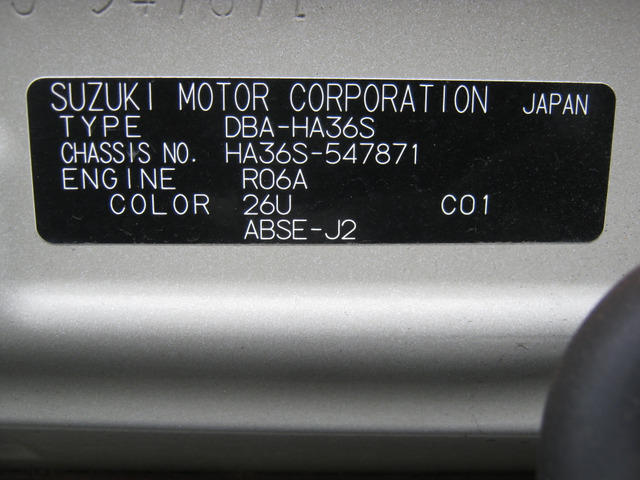 SUZUKI MOTOR CORPORATION JAPAN
TYPE DBA-HA36S
CHASSIS NO. HA36S-547871
ENGINE R06A
COLOR 26U C01
ABSE-J2